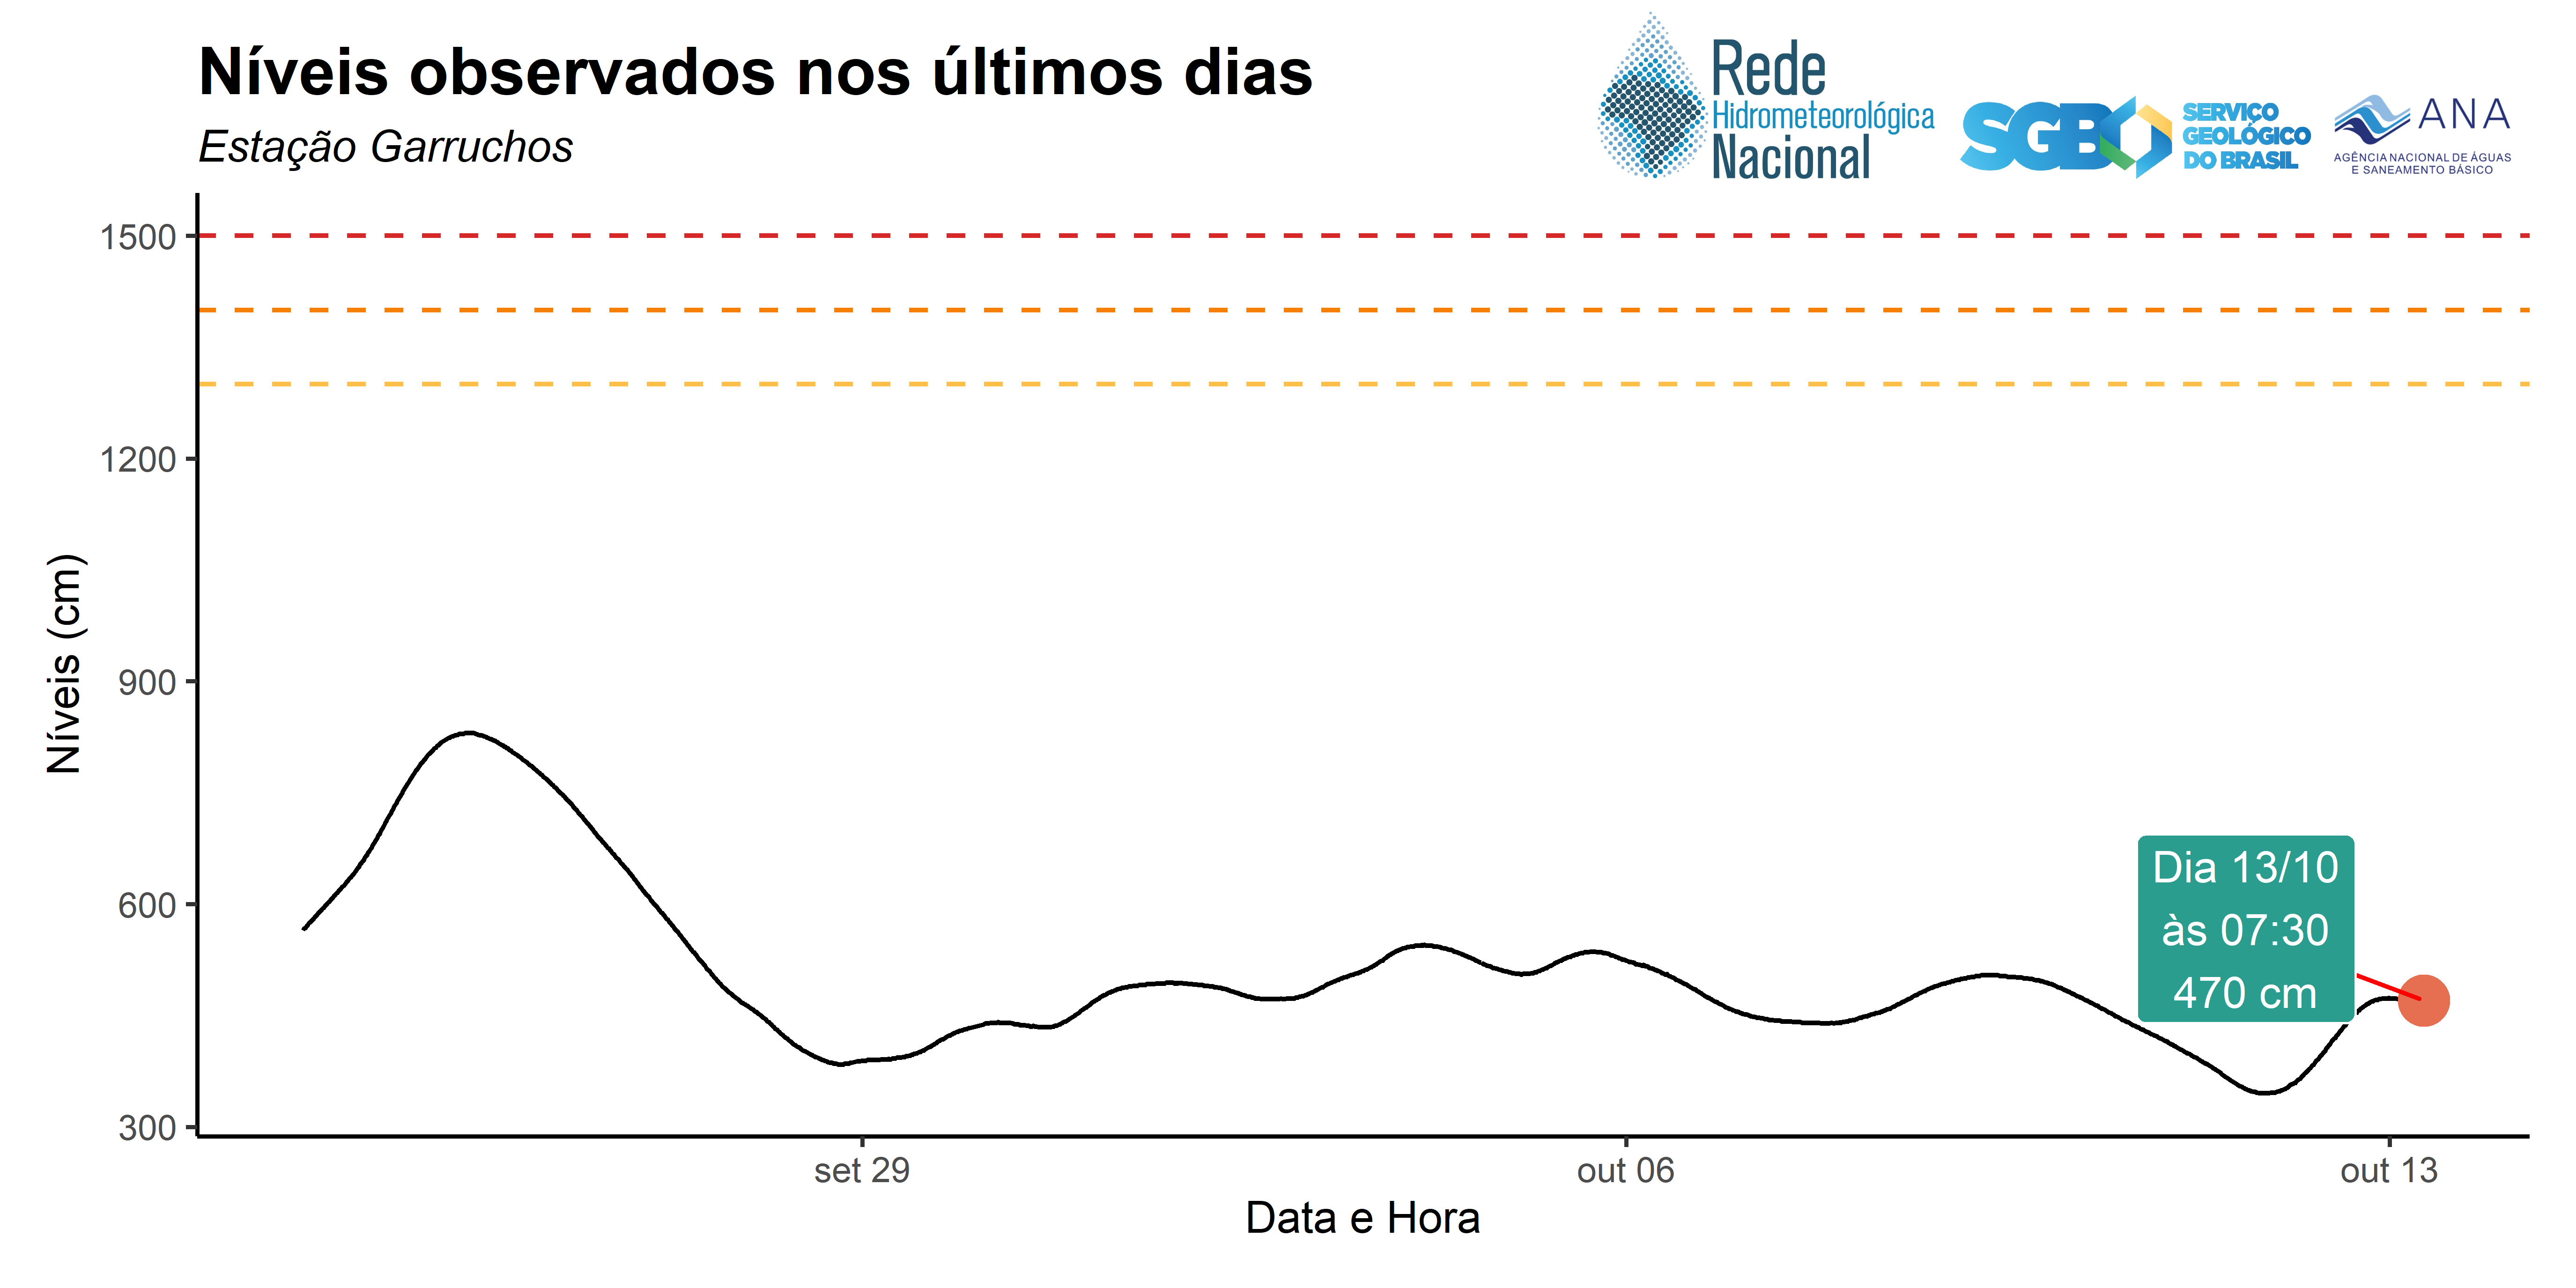 Níveis observados nos últimos dias
Estação Garruchos
Rede
Hidrometeorológica
Nacional
SGB
SERVIÇO
GEOLÓGICO
DO BRASIL
ANA
AGÊNCIA NACIONAL DE ÁGUAS
E SANEAMENTO BÁSICO
1500
1200
900
600
300
Níveis (cm)
Dia 13/10
às 07:30
470 cm
set 29
out 06
out 13
Data e Hora